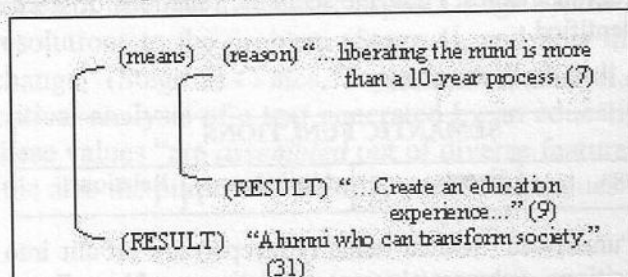 (means) (reason) “...liberating the mind is more
than a 10-year process. (7)
(RESULT) “... Create an education
experience...” (9)
(RESULT) “Alumni who can transform society.”
(31)